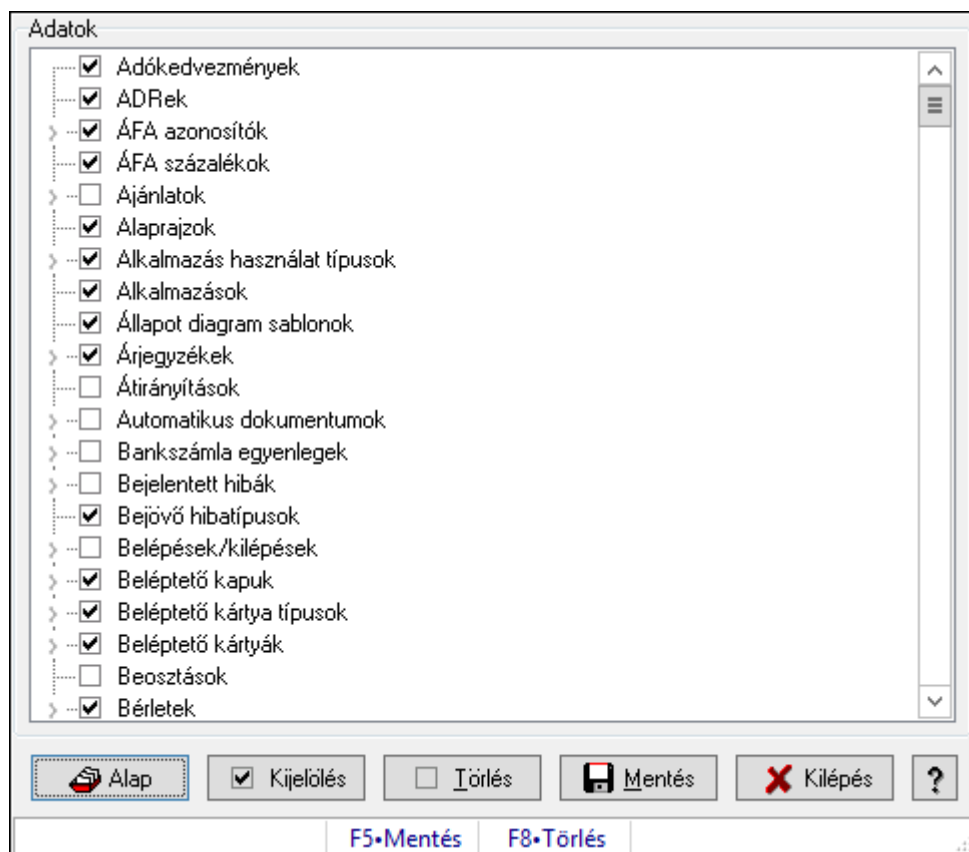 Adatok
Adókedvezmények
ADRek
ÁFA azonosítók
ÁFA százalékok
Ajánlatok
Alaprajzok
Alkalmazás használat típusok
Alkalmazások
Állapot diagram sablonok
Árjegyzékek
Átirányítások
Automatikus dokumentumok
Bankszámla egyenlegek
Bejelentett hibák
Bejövő hibatípusok
Belépések/kilépések
Beléptető kapuk
Beléptető kártya típusok
Beléptető kártyák
Beosztások
Bérletek
Alap Kijelölés Törlés Mentés Kilépés ?
F5•Mentés F8•Törlés